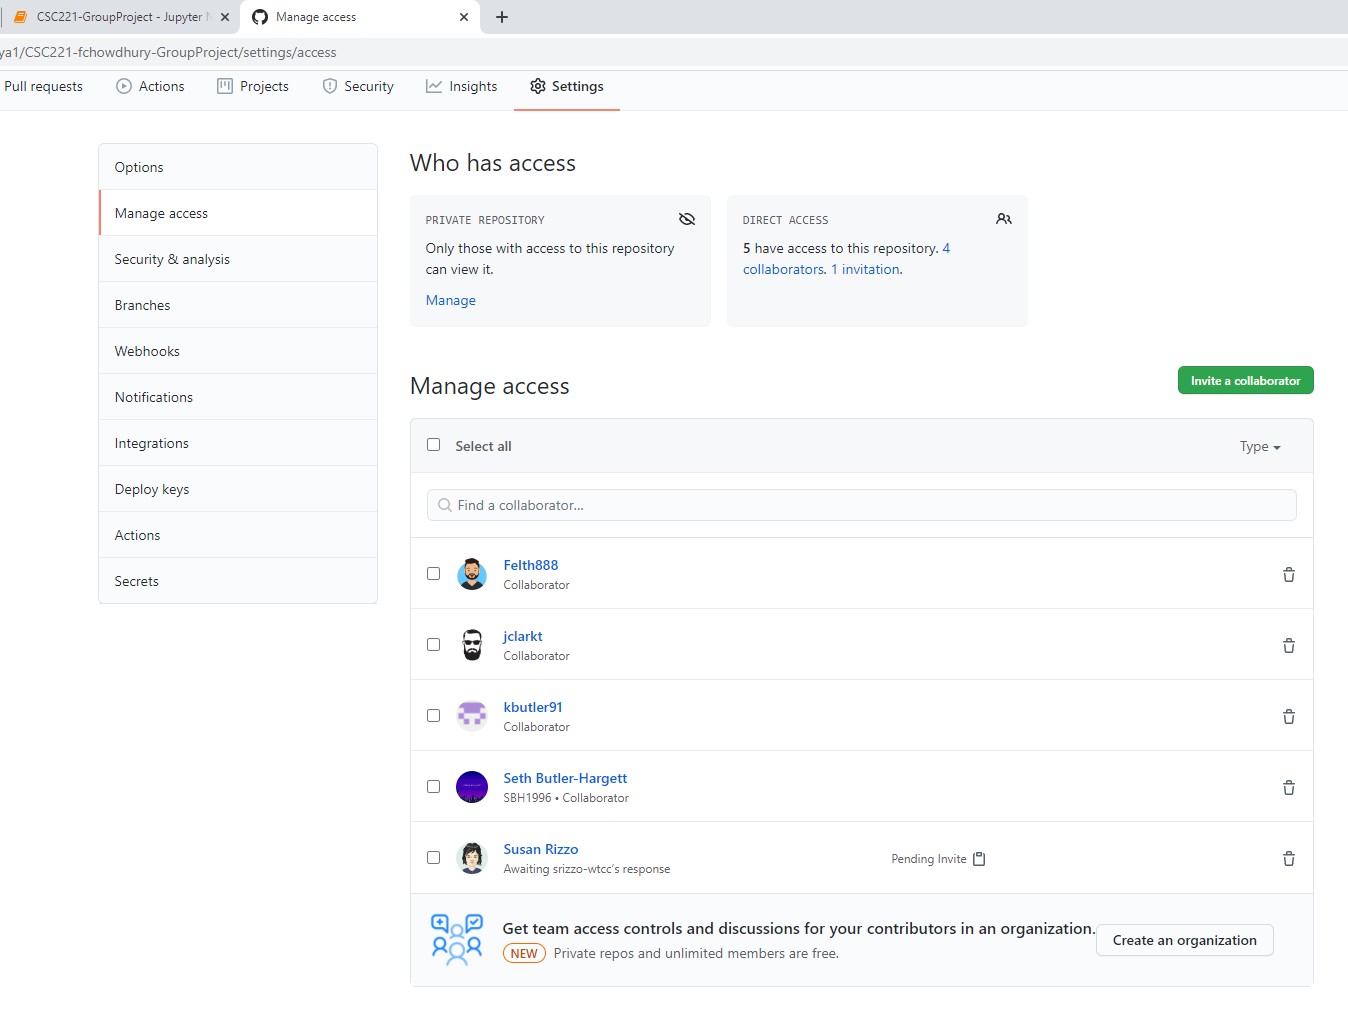 CSC221-GroupProject - Jupyter
Manage access
ya1/CSC221-fchowdhury-GroupProject/settings/access
Pull requests
Actions
Projects
Security
Insights
Settings
Options
Manage access
Security & analysis
Branches
Webhooks
Notifications
Integrations
Deploy keys
Actions
Secrets
Who has access
PRIVATE REPOSITORY
Only those with access to this repository
can view it.
Manage
DIRECT ACCESS
5 have access to this repository. 4
collaborators. 1 invitation.
Manage access
Invite a collaborator
Select all
Type
Find a collaborator...
Felth888
Collaborator
jclarkt
Collaborator
kbutler91
Collaborator
Seth Butler-Hargett
SBH1996 • Collaborator
Susan Rizzo
Awaiting srizzo-wtcc's response
Pending Invite
Get team access controls and discussions for your contributors in an organization.
NEW Private repos and unlimited members are free.
Create an organization